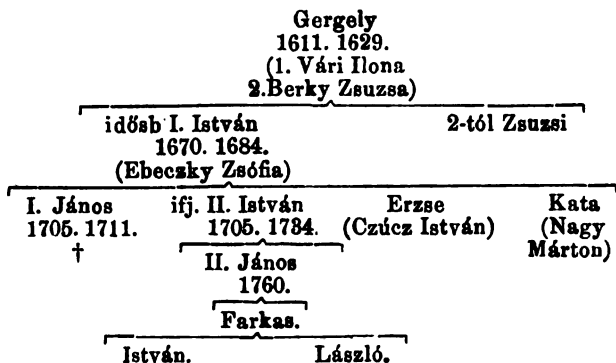 Gergely
1611. 1629.
(1. Vári Ilona
2.Berky Zsuzsa)
idősb I. István 2-tól Zsuzsi
1670. 1684.
(Ebeczky Zsófia)
I. János ifj. II. István Erzse Kata
1705. 1711. 1705. 1734. (Czúcz István) (Nagy
† Márton)
II. János
1760.
Farkas.
István. László.